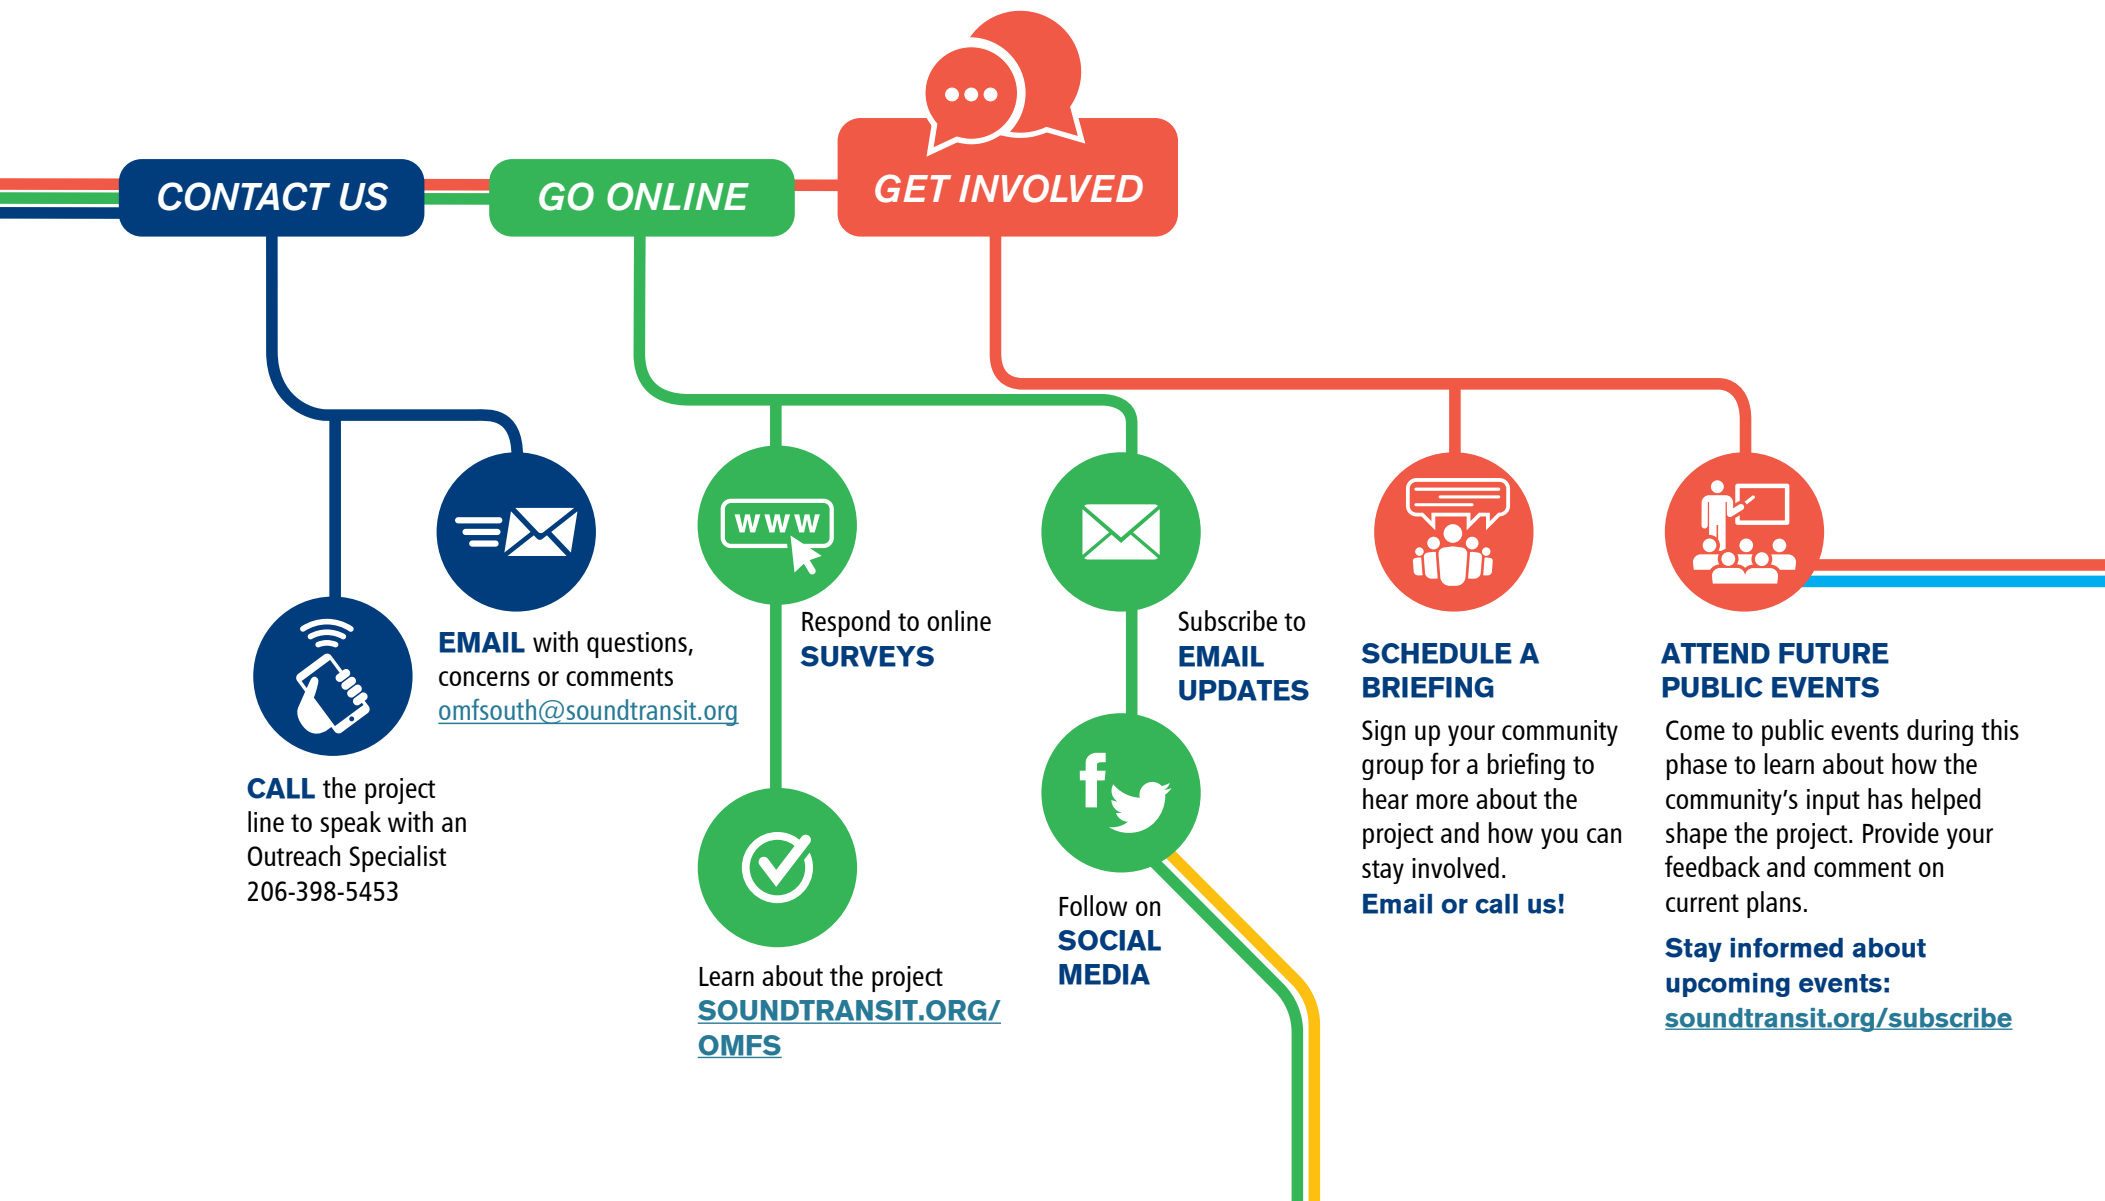 CONTACT US
GO ONLINE
GET INVOLVED
CALL the project
line to speak with an
Outreach Specialist
206-398-5453
EMAIL with questions,
concerns or comments
omfsouth@soundtransit.org
www
Respond to online
SURVEYS
Learn about the project
SOUNDTRANSIT.ORG/
OMFS
Subscribe to
EMAIL
UPDATES
f
Follow on
SOCIAL
MEDIA
SCHEDULE A
BRIEFING
Sign up your community
group for a briefing to
hear more about the
project and how you can
stay involved.
Email or call us!
ATTEND FUTURE
PUBLIC EVENTS
Come to public events during this
phase to learn about how the
community's input has helped
shape the project. Provide your
feedback and comment on
current plans.
Stay informed about
upcoming events:
soundtransit.org/subscribe